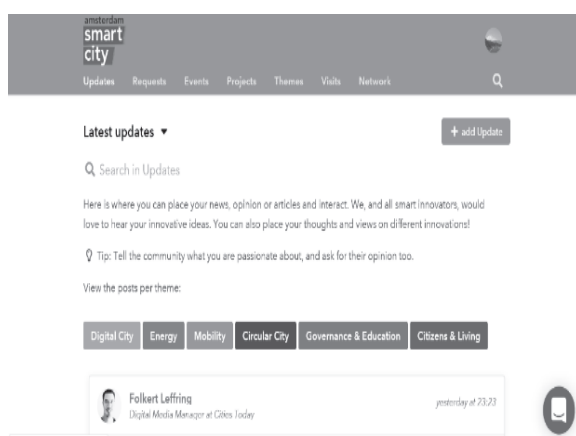 amsterdam
smart
city
Updates Requests Events Projects Themes Visits Network
Latest updates
+ add Update
Search in Updates
Here is where you can place your news, opinion or articles and interact. We, and all smart innovators, would
love to hear your innovative ideas. You can also place your thoughts and views on different innovations!
Tip: Tell the community what you are passionate about, and ask for their opinion too.
View the posts per theme:
Digital City Energy Mobility Circular City Governance & Education Citizens & Living
Folkert Leffring yesterday at 23:23
Digital Media Manager at Cities Today